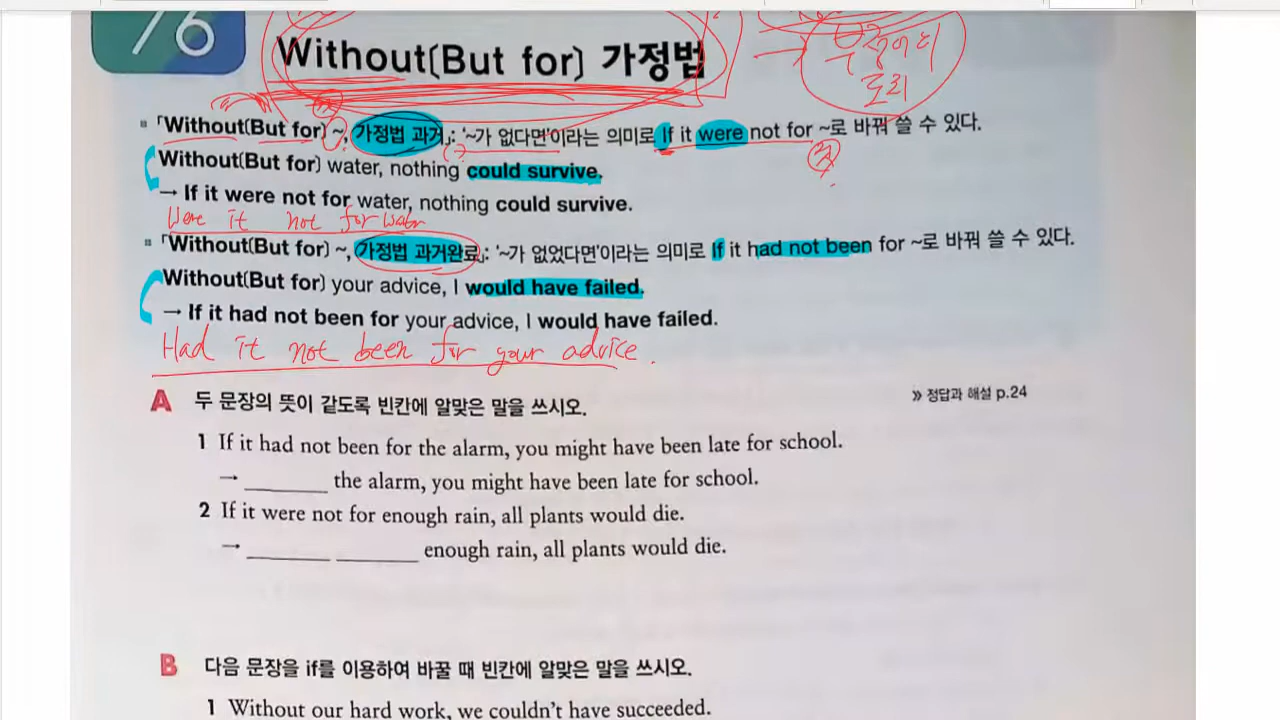 76 Without(But for) 가정법
부정어의
도치
「Without(But for) ~, 가정법 과거」: '~가 없다면'이라는 의미로 If it were not for ~로 바꿔 쓸 수 있다.
Without(But for) water, nothing could survive.
→ If it were not for water, nothing could survive.
Were it not for water
「Without(But for) ~, 가정법 과거완료」: '~가 없었다면'이라는 의미로 If it had not been for ~로 바꿔 쓸 수 있다.
Without(But for) your advice, I would have failed.
→ If it had not been for your advice, I would have failed.
Had it not been for your advice.
A 두 문장의 뜻이 같도록 빈칸에 알맞은 말을 쓰시오.
» 정답과 해설 p.24
1 If it had not been for the alarm, you might have been late for school.
→ ________ the alarm, you might have been late for school.
2 If it were not for enough rain, all plants would die.
→ ________ ________ enough rain, all plants would die.
B 다음 문장을 if를 이용하여 바꿀 때 빈칸에 알맞은 말을 쓰시오.
1 Without our hard work, we couldn't have succeeded.